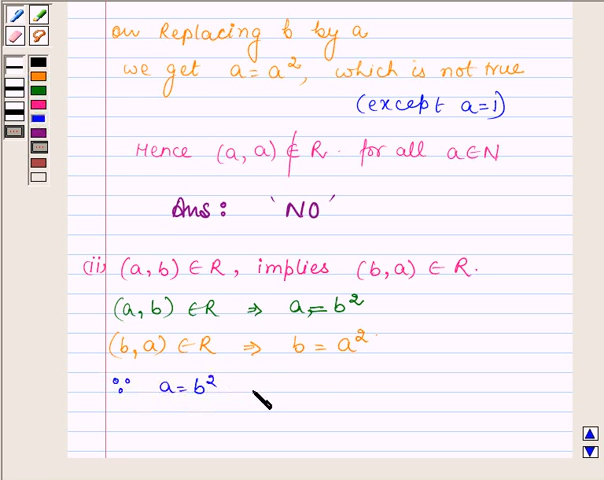 on Replacing b by a
we get a = a², which is not true
(except a=1)
Hence (a, a) ∉ R. for all a∈N
Ans: 'NO'
(ii) (a, b) ∈ R, implies (b, a) ∈ R.
(a, b) ∈ R ⇒ a = b²
(b, a) ∈ R ⇒ b = a²
∵ a = b²